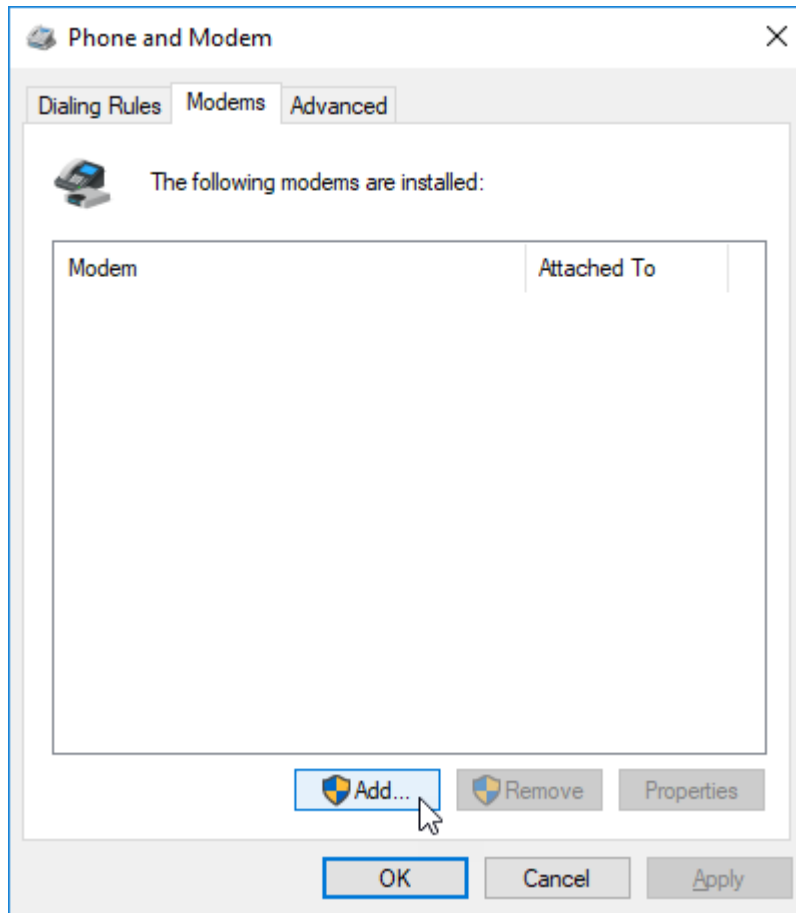 Phone and Modem
Dialing Rules Modems Advanced
The following modems are installed:
Modem Attached To
Add... Remove Properties
OK Cancel Apply